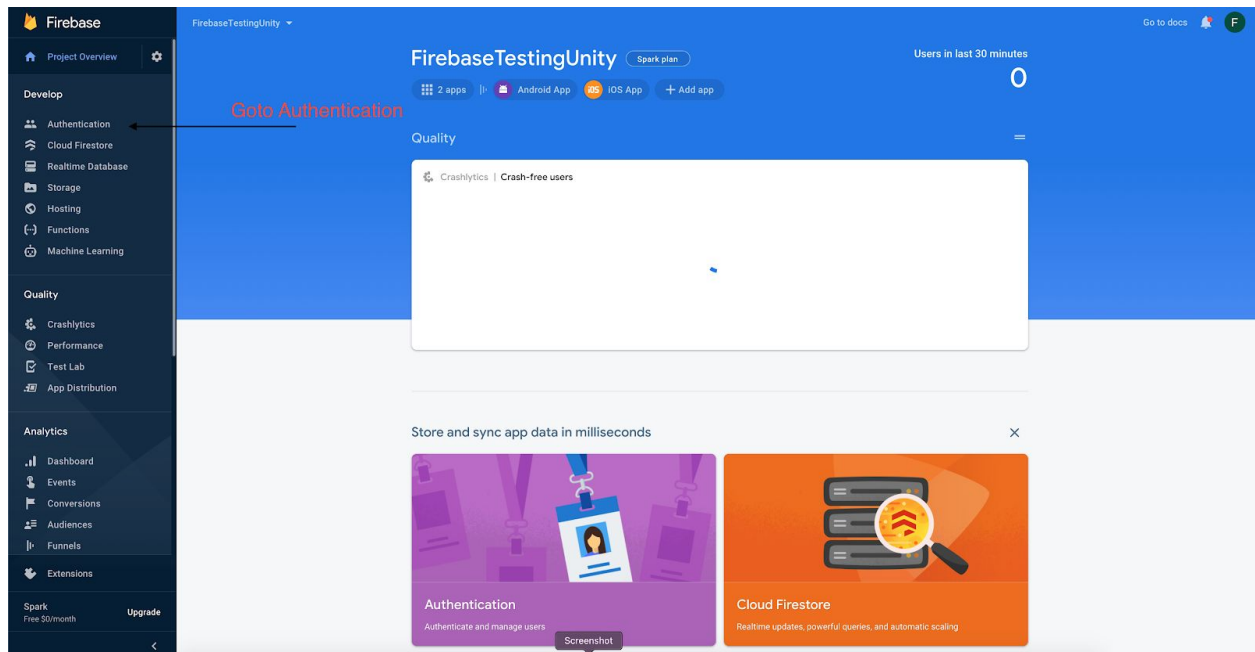 Firebase
FirebaseTestingUnity
Go to docs
F
Project Overview
Develop
Authentication
Cloud Firestore
Realtime Database
Storage
Hosting
Functions
Machine Learning
Quality
Crashlytics
Performance
Test Lab
App Distribution
Analytics
Dashboard
Events
Conversions
Audiences
Funnels
Extensions
Spark
Free $0/month
Upgrade
Goto Authentication
FirebaseTestingUnity
Spark plan
Users in last 30 minutes
0
2 apps
Android App
iOS
iOS App
+ Add app
Quality
Crashlytics | Crash-free users
Store and sync app data in milliseconds
Authentication
Authenticate and manage users
Cloud Firestore
Realtime updates, powerful queries, and automatic scaling
Screenshot